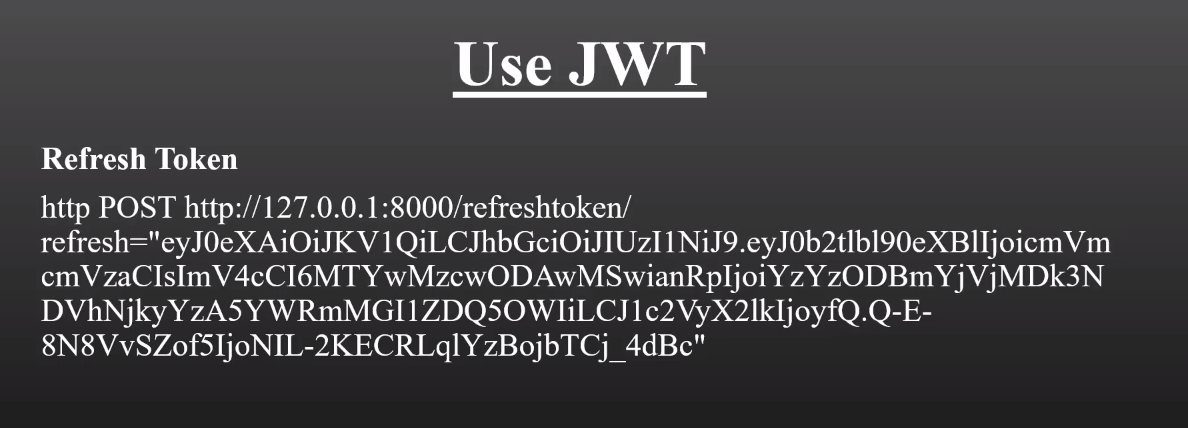 Use JWT
Refresh Token
http POST http://127.0.0.1:8000/refreshtoken/
refresh="eyJ0eXAiOiJKV1QiLCJhbGciOiJIUzI1NiJ9.eyJ0b2tlbl90eXBlIjoicmVm
cmVzaCIsImV4cCI6MTYwMzcwODAwMSwianRpIjoiYzYzODBmYjVjMDk3N
DVhNjkyYzA5YWRmMGI1ZDQ5OWIiLCJ1c2VyX2lkIjoyfQ.Q-E-
8N8VvSZof5IjoNIL-2KECRLqlYzBojbTCj_4dBc"